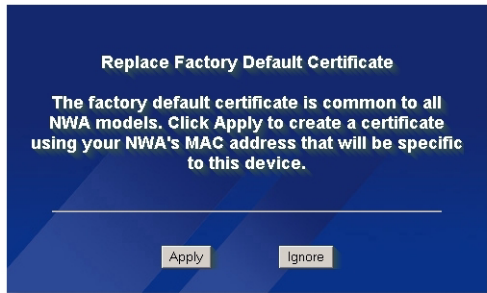 Replace Factory Default Certificate
The factory default certificate is common to all
NWA models. Click Apply to create a certificate
using your NWA's MAC address that will be specific
to this device.
Apply
Ignore